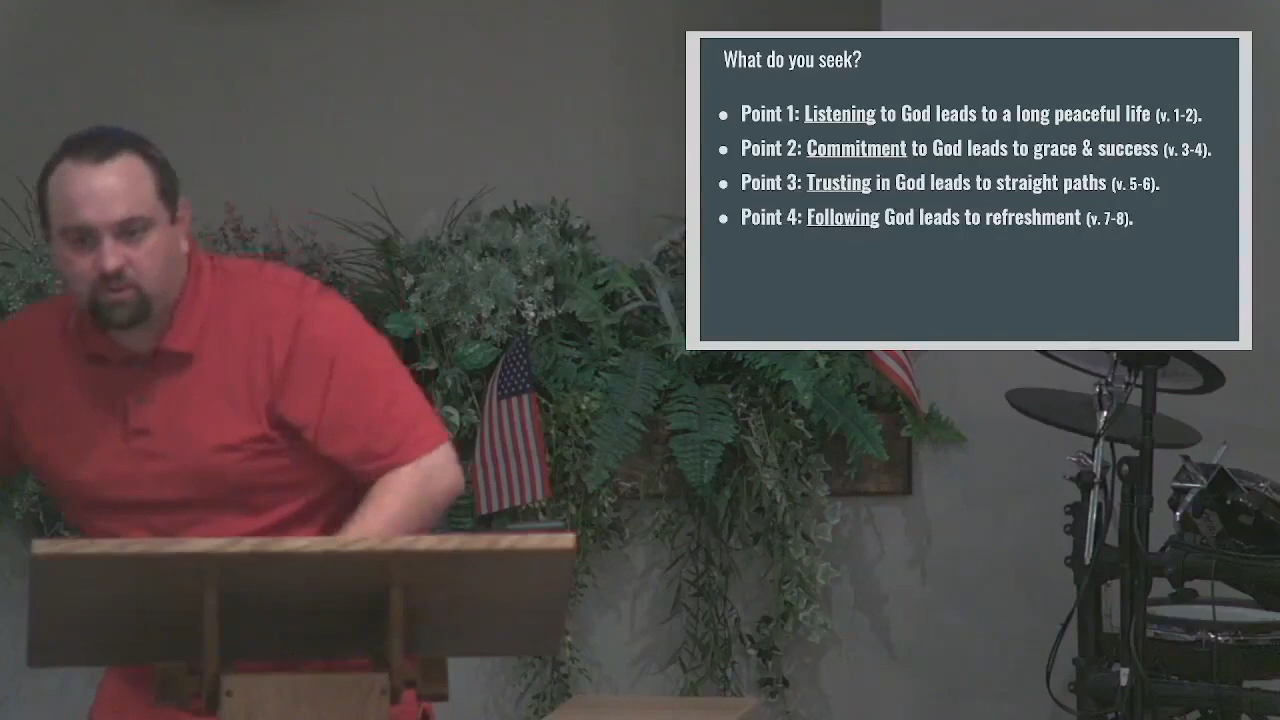 What do you seek?
● Point 1: Listening to God leads to a long peaceful life (v. 1-2).
● Point 2: Commitment to God leads to grace & success (v. 3-4).
● Point 3: Trusting in God leads to straight paths (v. 5-6).
● Point 4: Following God leads to refreshment (v. 7-8).